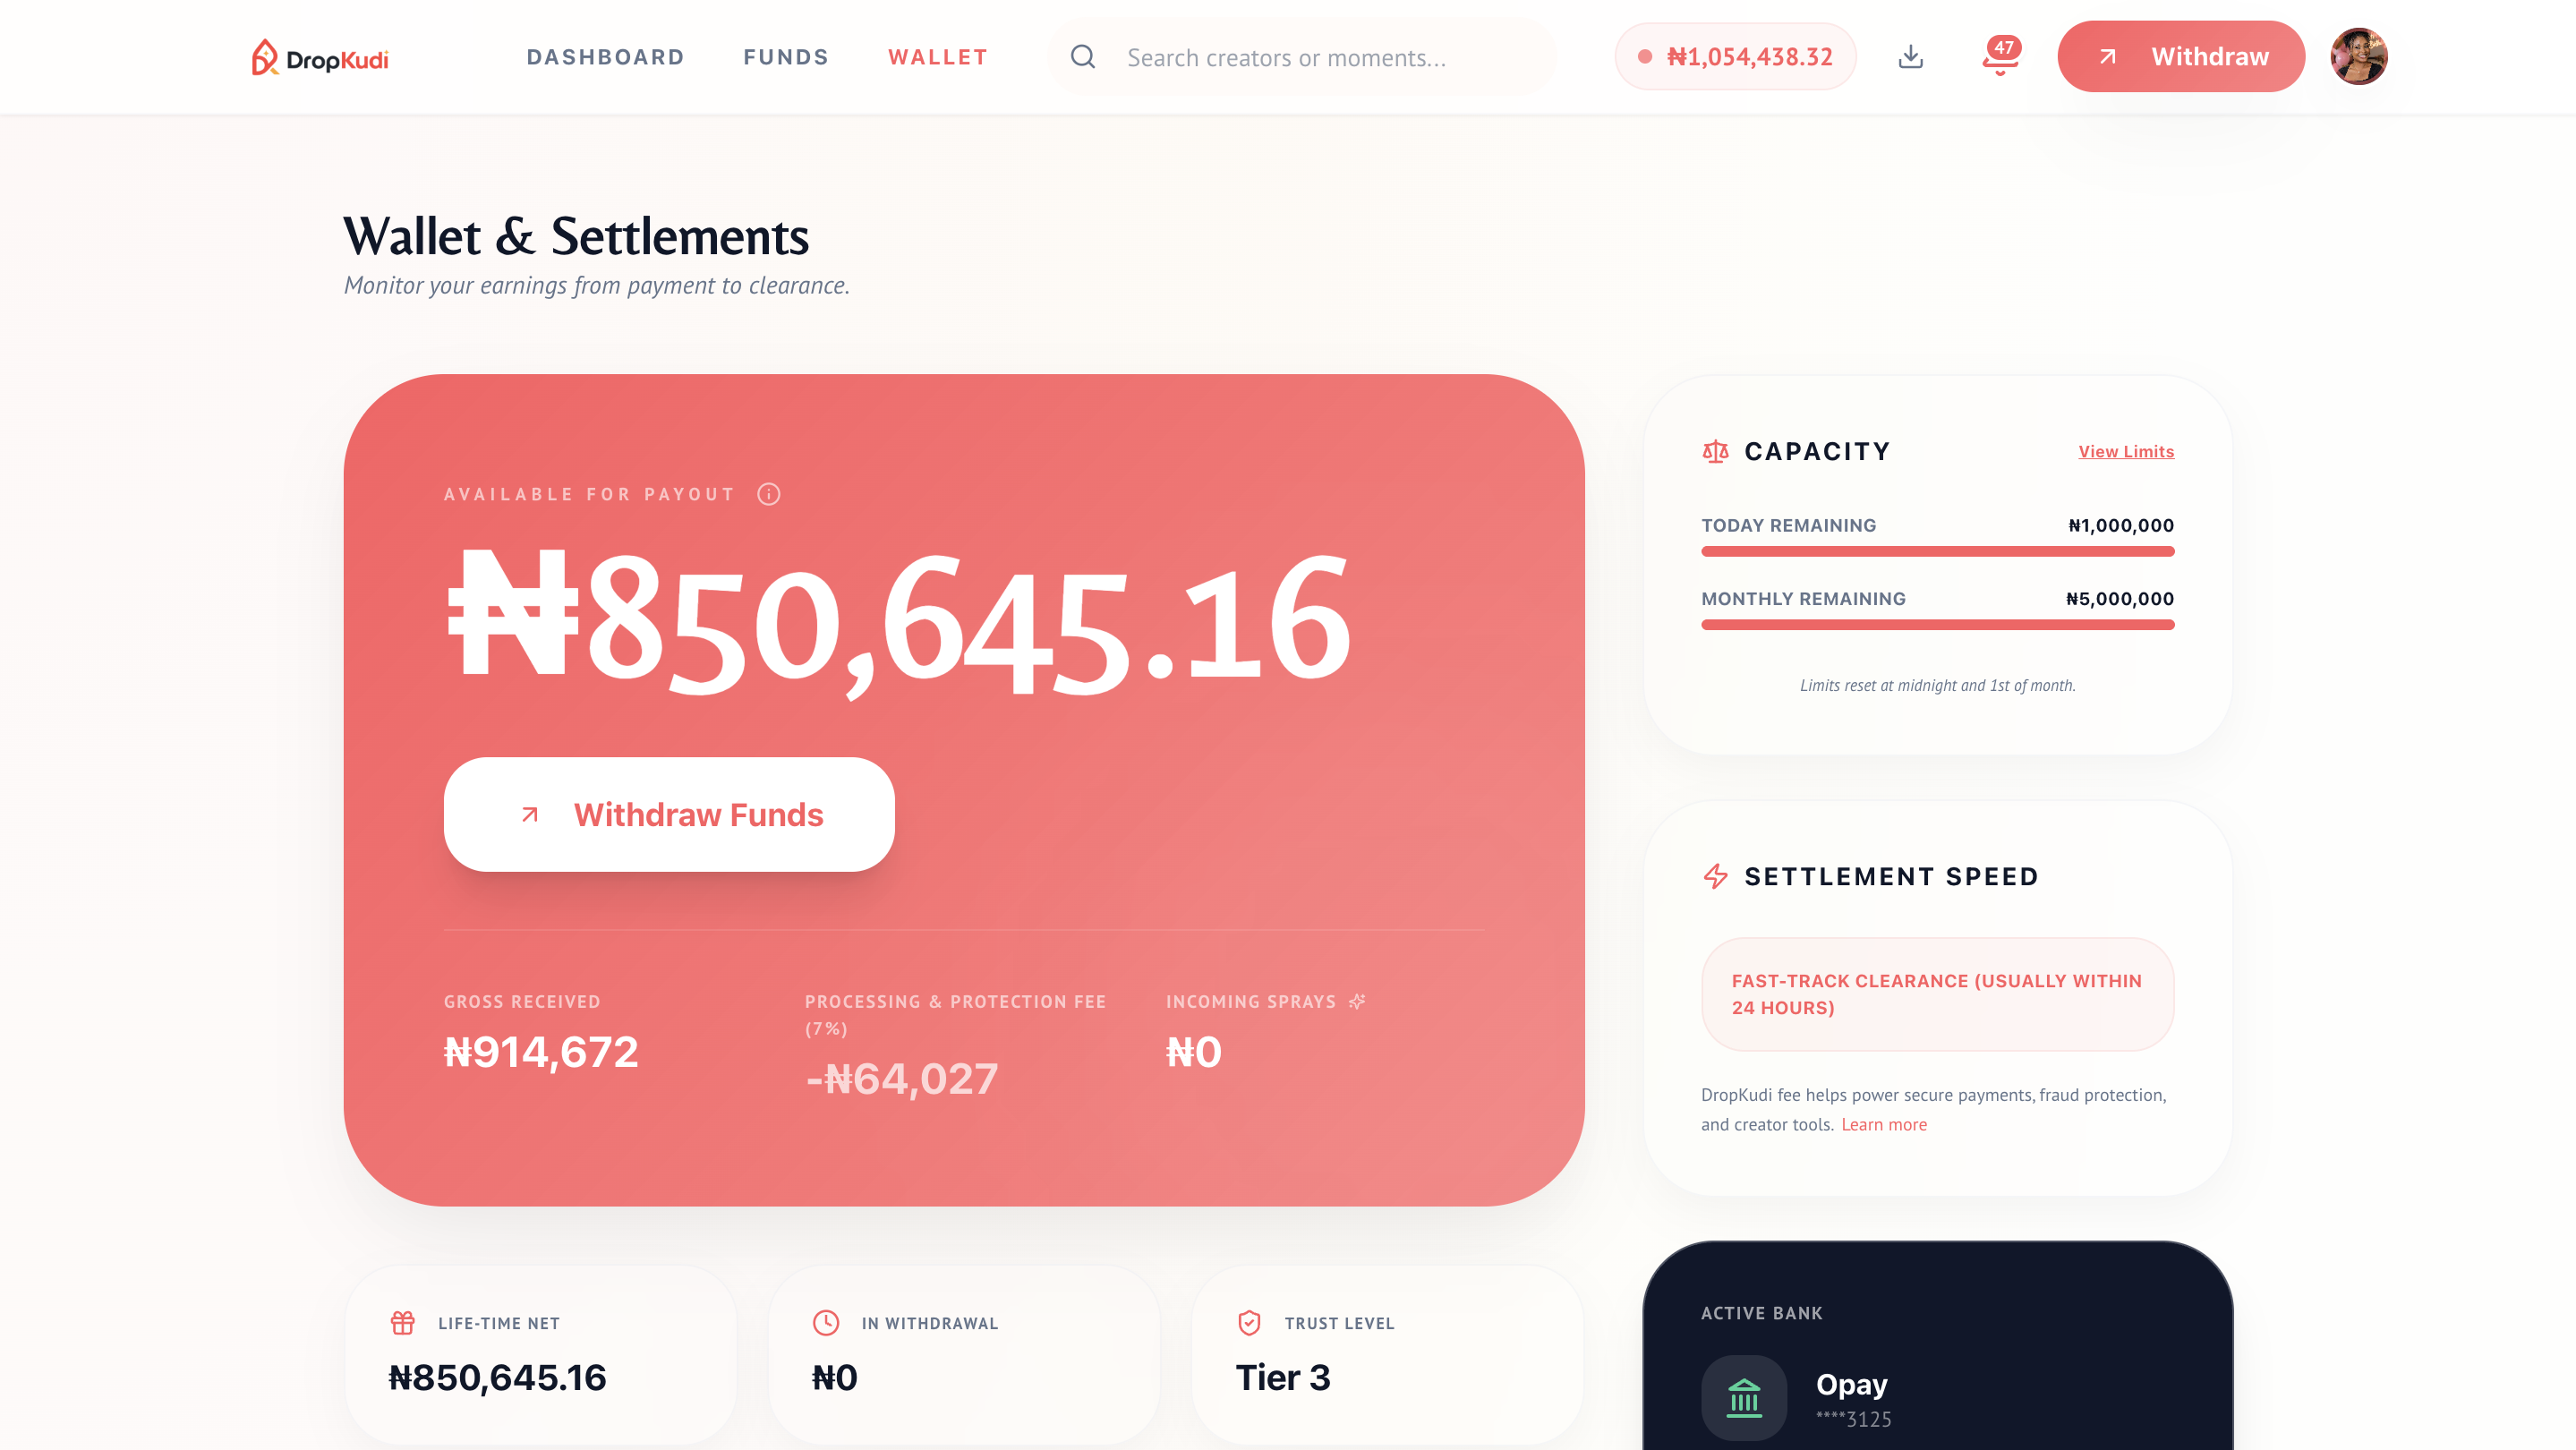 DropKudi
DASHBOARD
FUNDS
WALLET
Search creators or moments...
₦1,054,438.32
47
Withdraw
Wallet & Settlements
Monitor your earnings from payment to clearance.
AVAILABLE FOR PAYOUT
₦850,645.16
Withdraw Funds
GROSS RECEIVED
₦914,672
PROCESSING & PROTECTION FEE
(7%)
-₦64,027
INCOMING SPRAYS
₦0
CAPACITY
View Limits
TODAY REMAINING
₦1,000,000
MONTHLY REMAINING
₦5,000,000
Limits reset at midnight and 1st of month.
SETTLEMENT SPEED
FAST-TRACK CLEARANCE (USUALLY WITHIN
24 HOURS)
DropKudi fee helps power secure payments, fraud protection,
and creator tools. Learn more
LIFE-TIME NET
₦850,645.16
IN WITHDRAWAL
₦0
TRUST LEVEL
Tier 3
ACTIVE BANK
Opay
****3125